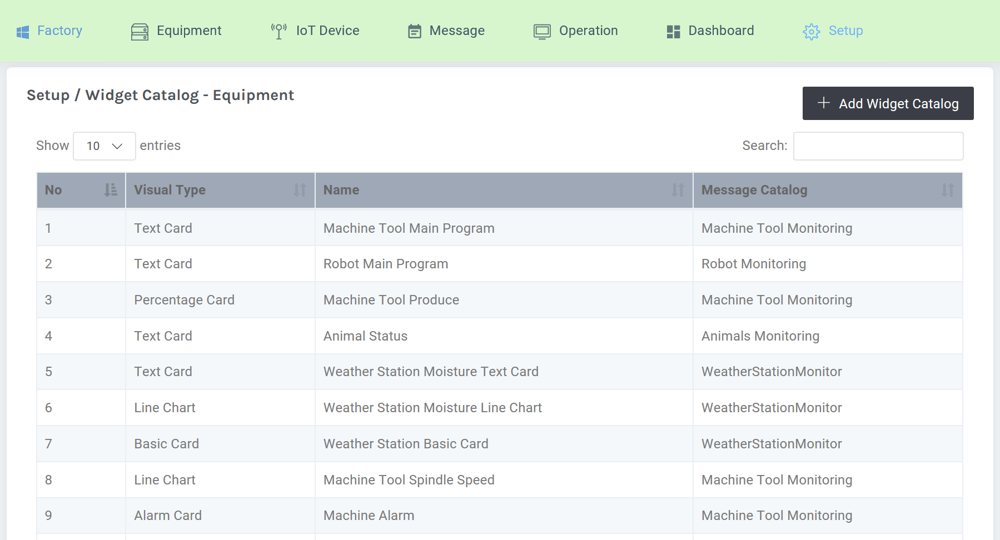 Factory Equipment IoT Device Message Operation Dashboard Setup
Setup / Widget Catalog - Equipment
Add Widget Catalog
Show 10 entries Search:
No Visual Type Name Message Catalog
1 Text Card Machine Tool Main Program Machine Tool Monitoring
2 Text Card Robot Main Program Robot Monitoring
3 Percentage Card Machine Tool Produce Machine Tool Monitoring
4 Text Card Animal Status Animals Monitoring
5 Text Card Weather Station Moisture Text Card WeatherStationMonitor
6 Line Chart Weather Station Moisture Line Chart WeatherStationMonitor
7 Basic Card Weather Station Basic Card WeatherStationMonitor
8 Line Chart Machine Tool Spindle Speed Machine Tool Monitoring
9 Alarm Card Machine Alarm Machine Tool Monitoring